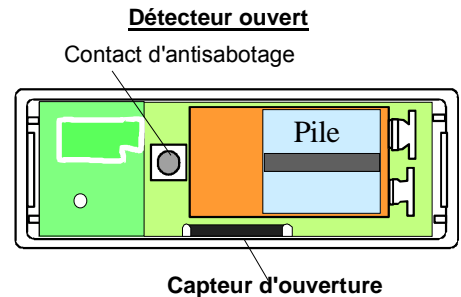 Détecteur ouvert
Contact d'antisabotage
Pile
Capteur d'ouverture